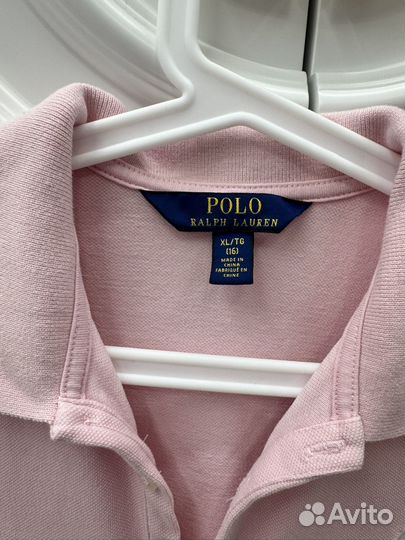 POLO
RALPH LAUREN
XL/TG
(16)
MADE IN
CHINA
FABRIQUÉ EN
CHINE
Avito